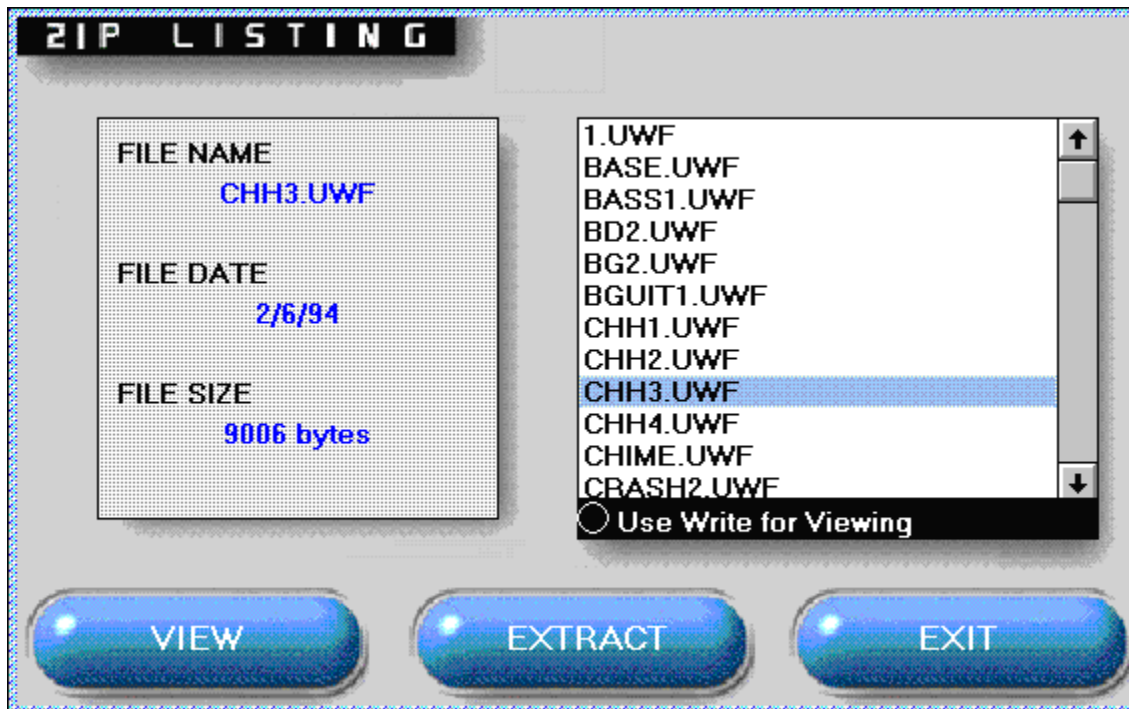 ZIP LISTING
FILE NAME
CHH3.UWF
FILE DATE
2/6/94
FILE SIZE
9006 bytes
1.UWF
BASE.UWF
BASS1.UWF
BD2.UWF
BG2.UWF
BGUIT1.UWF
CHH1.UWF
CHH2.UWF
CHH3.UWF
CHH4.UWF
CHIME.UWF
CRASH2.UWF
Use Write for Viewing
VIEW
EXTRACT
EXIT